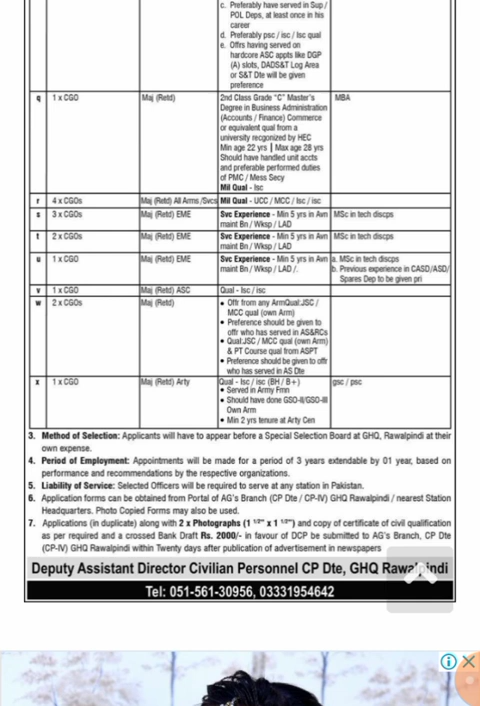 c. Preferably have served in Sup /
POL Deps, at least once in his
career
d. Preferably psc / isc / Isc qual
e. Offrs having served on
hardcore ASC appts like DGP
(A) slots, DADS&T Log Area
or S&T Dte will be given
preference
q 1 x CGO Maj (Retd) 2nd Class Grade "C" Master's MBA
Degree in Business Administration
(Accounts / Finance) Commerce
or equivalent qual from a
university recgonized by HEC
Min age 22 yrs | Max age 28 yrs
Should have handled unit accts
and preferable performed duties
of PMC / Mess Secy
Mil Qual - Isc
r 4 x CGOs Maj (Retd) All Arms /Svcs Mil Qual - UCC / MCC / Isc / isc
s 3 x CGOs Maj (Retd) EME Svc Experience - Min 5 yrs in Avn MSc in tech discps
maint Bn / Wksp / LAD
t 2 x CGOs Maj (Retd) EME Svc Experience - Min 5 yrs in Avn MSc in tech discps
maint Bn / Wksp / LAD
u 1 x CGO Maj (Retd) EME Svc Experience - Min 5 yrs in Avn a. MSc in tech discps
maint Bn / Wksp / LAD /. b. Previous experience in CASD/ASD/
Spares Dep to be given pri
v 1 x CGO Maj (Retd) ASC Qual - Isc / isc
w 2 x CGOs Maj (Retd) • Offr from any ArmQual:JSC /
MCC qual (own Arm)
• Preference should be given to
offr who has served in AS&RCs
• Qual:JSC / MCC qual (own Arm)
& PT Course qual from ASPT
• Preference should be given to offr
who has served in AS Dte
x 1 x CGO Maj (Retd) Arty Qual - Isc / isc (BH / B+) gsc / psc
• Served in Army Fmn
• Should have done GSO-II/GSO-III
Own Arm
• Min 2 yrs tenure at Arty Cen
3. Method of Selection: Applicants will have to appear before a Special Selection Board at GHQ, Rawalpindi at their
own expense.
4. Period of Employment: Appointments will be made for a period of 3 years extendable by 01 year, based on
performance and recommendations by the respective organizations.
5. Liability of Service: Selected Officers will be required to serve at any station in Pakistan.
6. Application forms can be obtained from Portal of AG's Branch (CP Dte / CP-IV) GHQ Rawalpindi / nearest Station
Headquarters. Photo Copied Forms may also be used.
7. Applications (in duplicate) along with 2 x Photographs (1 1/2" x 1 1/2") and copy of certificate of civil qualification
as per required and a crossed Bank Draft Rs. 2000/- in favour of DCP be submitted to AG's Branch, CP Dte
(CP-IV) GHQ Rawalpindi within Twenty days after publication of advertisement in newspapers
Deputy Assistant Director Civilian Personnel CP Dte, GHQ Rawalpindi
Tel: 051-561-30956, 03331954642